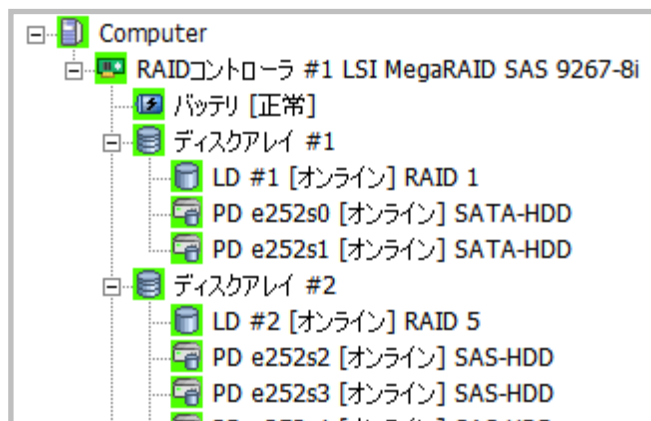 Computer
RAIDコントローラ #1 LSI MegaRAID SAS 9267-8i
バッテリ [正常]
ディスクアレイ #1
LD #1 [オンライン] RAID 1
PD e252s0 [オンライン] SATA-HDD
PD e252s1 [オンライン] SATA-HDD
ディスクアレイ #2
LD #2 [オンライン] RAID 5
PD e252s2 [オンライン] SAS-HDD
PD e252s3 [オンライン] SAS-HDD